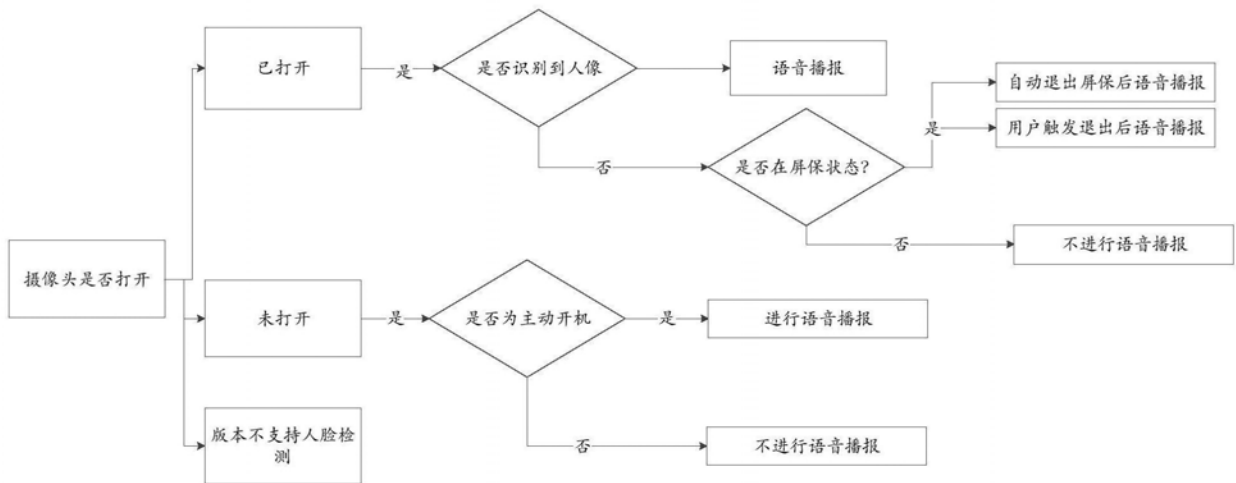 已打开
是
是否识别到人像
语音播报
自动退出屏保后语音播报
用户触发退出后语音播报
是
否
是否在屏保状态?
否
不进行语音播报
摄像头是否打开
未打开
是
是否为主动开机
是
进行语音播报
版本不支持人脸检
测
否
不进行语音播报